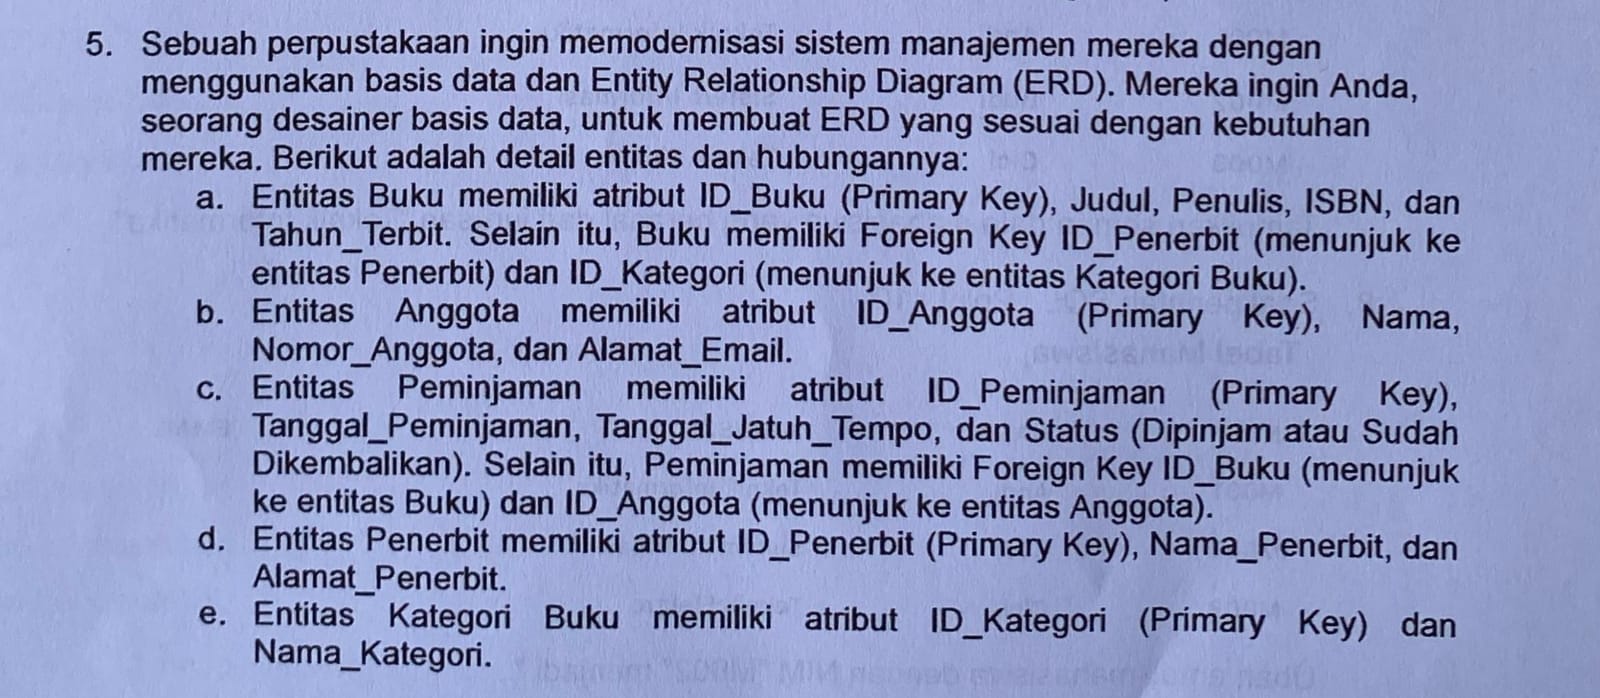 5. Sebuah perpustakaan ingin memodernisasi sistem manajemen mereka dengan
menggunakan basis data dan Entity Relationship Diagram (ERD). Mereka ingin Anda,
seorang desainer basis data, untuk membuat ERD yang sesuai dengan kebutuhan
mereka. Berikut adalah detail entitas dan hubungannya:
a. Entitas Buku memiliki atribut ID_Buku (Primary Key), Judul, Penulis, ISBN, dan
Tahun_Terbit. Selain itu, Buku memiliki Foreign Key ID_Penerbit (menunjuk ke
entitas Penerbit) dan ID_Kategori (menunjuk ke entitas Kategori Buku).
b. Entitas Anggota memiliki atribut ID_Anggota (Primary Key), Nama,
Nomor_Anggota, dan Alamat_Email.
c. Entitas Peminjaman memiliki atribut ID_Peminjaman (Primary Key),
Tanggal_Peminjaman, Tanggal_Jatuh_Tempo, dan Status (Dipinjam atau Sudah
Dikembalikan). Selain itu, Peminjaman memiliki Foreign Key ID_Buku (menunjuk
ke entitas Buku) dan ID_Anggota (menunjuk ke entitas Anggota).
d. Entitas Penerbit memiliki atribut ID_Penerbit (Primary Key), Nama_Penerbit, dan
Alamat_Penerbit.
e. Entitas Kategori Buku memiliki atribut ID_Kategori (Primary Key) dan
Nama_Kategori.